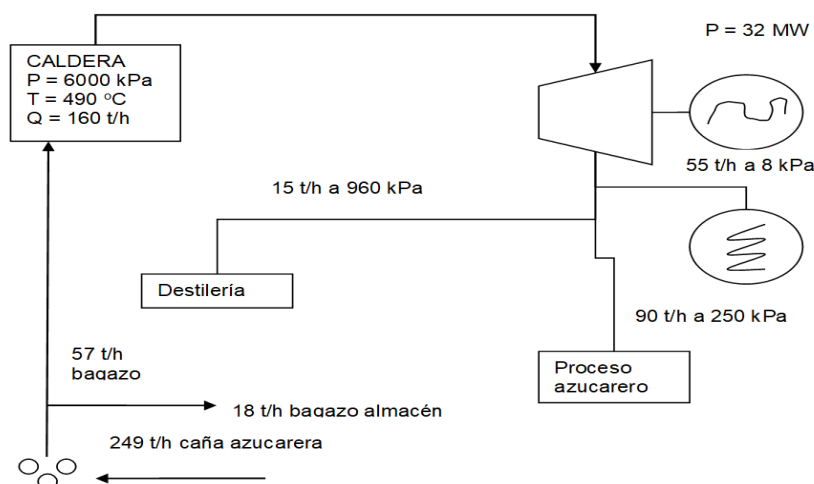 P = 32 MW
CALDERA
P = 6000 kPa
T = 490 ºC
Q = 160 t/h
55 t/h a 8 kPa
15 t/h a 960 kPa
Destilería
90 t/h a 250 kPa
57 t/h
bagazo
Proceso
azucarero
18 t/h bagazo almacén
249 t/h caña azucarera